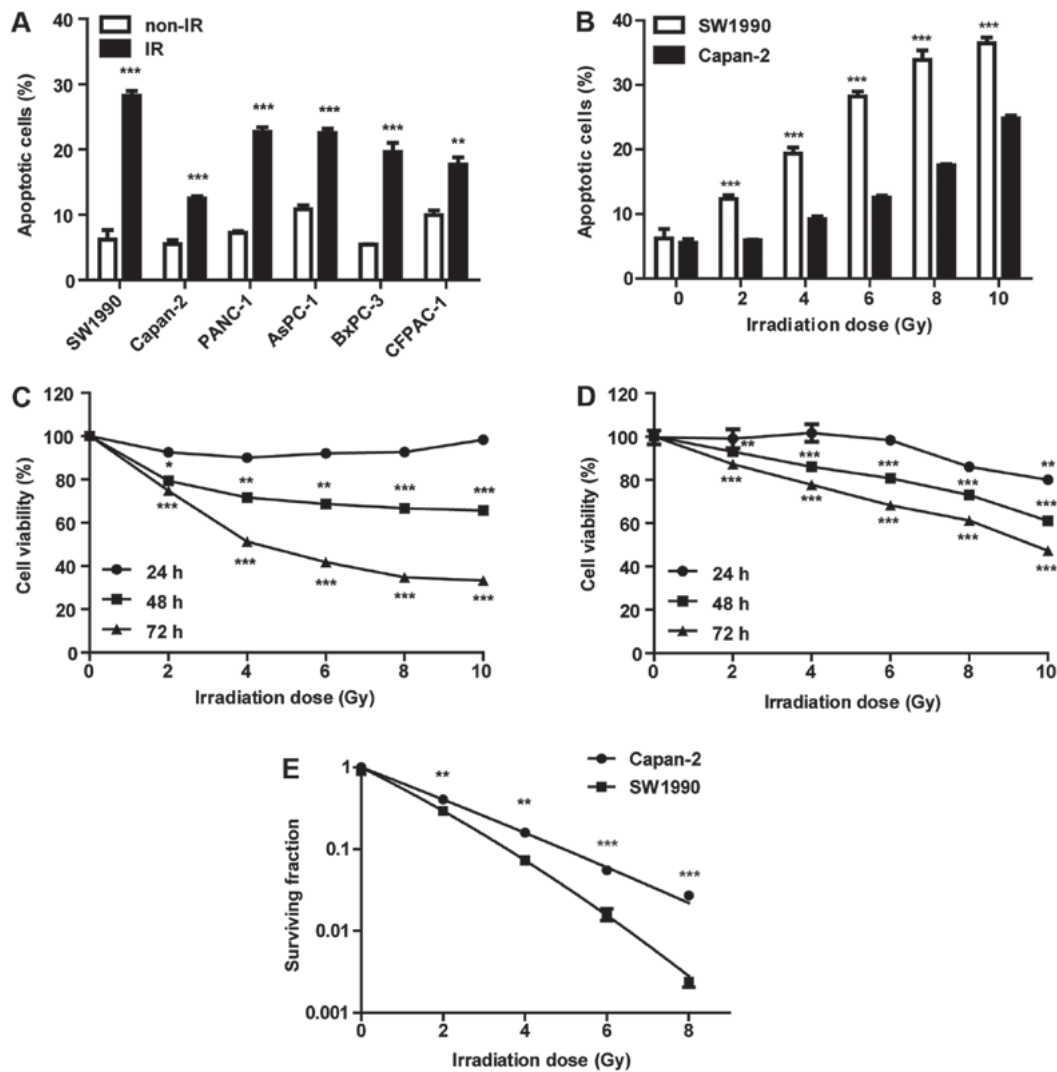 A
non-IR
IR
Apoptotic cells (%)
40
30
20
10
0
***
***
***
***
***
**
SW1990
Capan-2
PANC-1
AsPC-1
BxPC-3
CFPAC-1
B
SW1990
Capan-2
Apoptotic cells (%)
40
30
20
10
0
***
***
***
***
***
0 2 4 6 8 10
Irradiation dose (Gy)
C
Cell viability (%)
120
100
80
60
40
20
0
* ** ** *** ***
*** *** *** *** ***
24 h
48 h
72 h
0 2 4 6 8 10
Irradiation dose (Gy)
D
Cell viability (%)
120
100
80
60
40
20
0
**
** *** *** *** ***
*** *** *** *** ***
24 h
48 h
72 h
0 2 4 6 8 10
Irradiation dose (Gy)
E
Capan-2
SW1990
Surviving fraction
1
0.1
0.01
0.001
** ** *** ***
0 2 4 6 8
Irradiation dose (Gy)